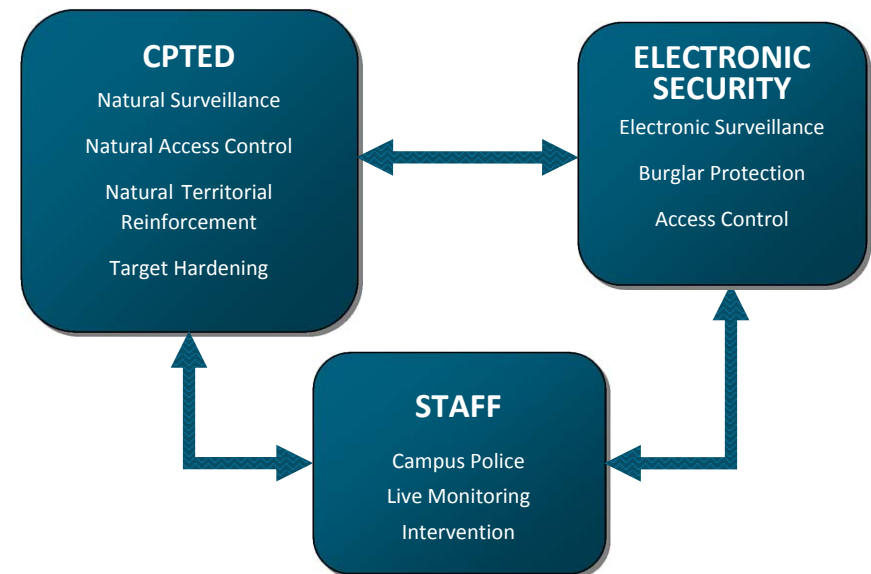 CPTED
Natural Surveillance
Natural Access Control
Natural Territorial
Reinforcement
Target Hardening
ELECTRONIC
SECURITY
Electronic Surveillance
Burglar Protection
Access Control
STAFF
Campus Police
Live Monitoring
Intervention